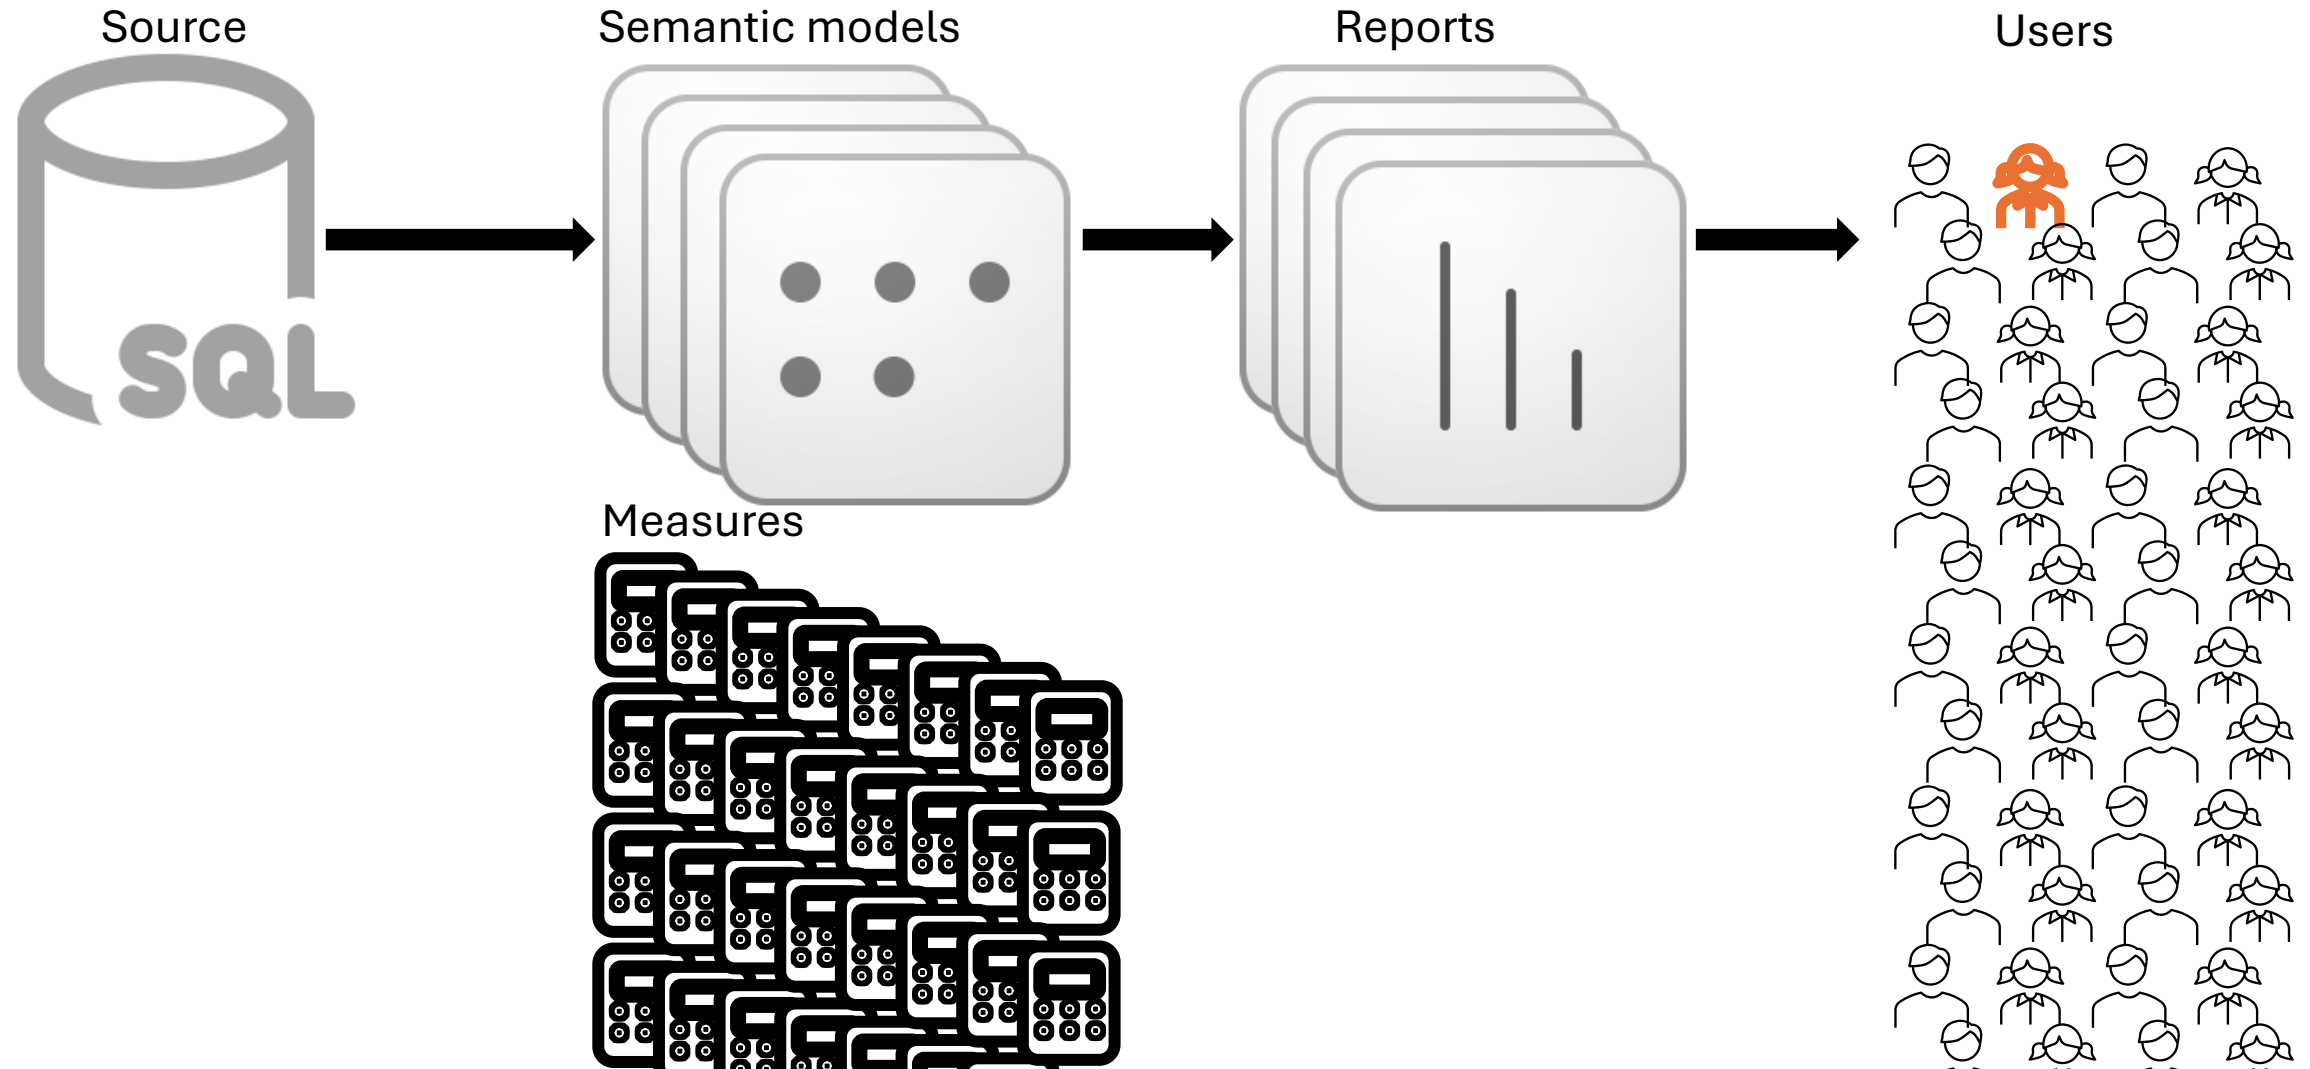 Source
Semantic models
Reports
Users
SQL
Measures